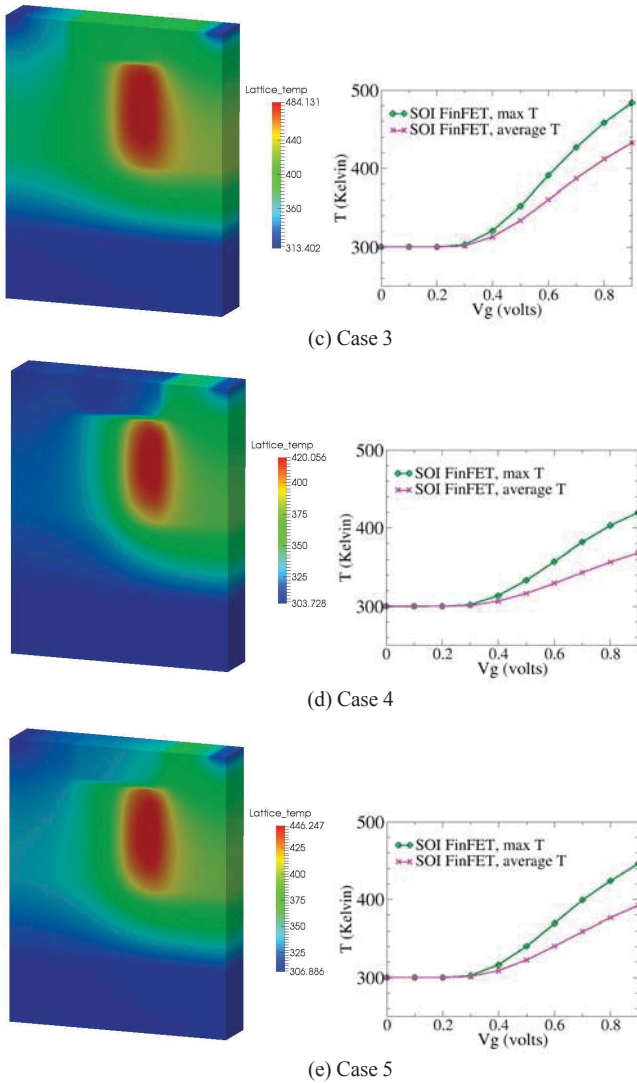 Lattice_temp
484.131
440
400
360
313.402
500
400
300
T (Kelvin)
SOI FinFET, max T
SOI FinFET, average T
0 0.2 0.4 0.6 0.8
Vg (volts)
(c) Case 3
Lattice_temp
420.056
400
375
350
325
303.728
500
400
300
T (Kelvin)
SOI FinFET, max T
SOI FinFET, average T
0 0.2 0.4 0.6 0.8
Vg (volts)
(d) Case 4
Lattice_temp
446.247
425
400
375
350
325
306.886
500
400
300
T (Kelvin)
SOI FinFET, max T
SOI FinFET, average T
0 0.2 0.4 0.6 0.8
Vg (volts)
(e) Case 5